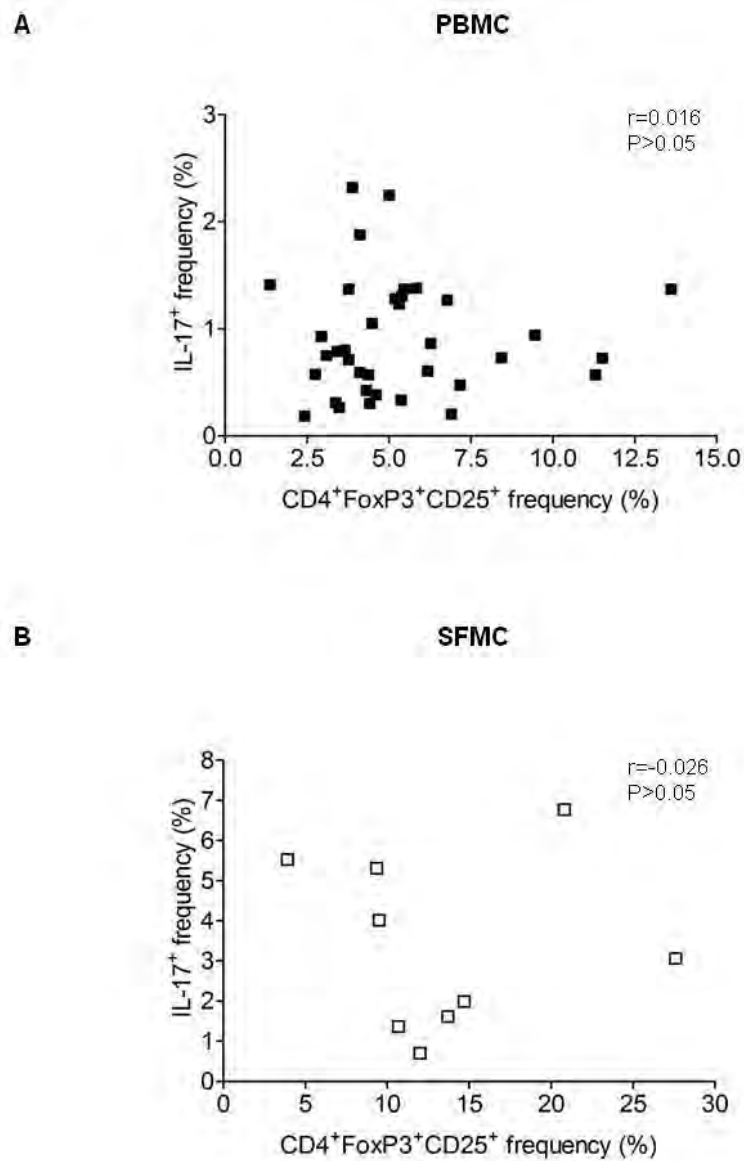 A
PBMC
r=0.016
P>0.05
3
2
1
0
IL-17⁺ frequency (%)
0.0 2.5 5.0 7.5 10.0 12.5 15.0
CD4⁺FoxP3⁺CD25⁺ frequency (%)
B
SFMC
r=-0.026
P>0.05
8
7
6
5
4
3
2
1
0
IL-17⁺ frequency (%)
0 5 10 15 20 25 30
CD4⁺FoxP3⁺CD25⁺ frequency (%)